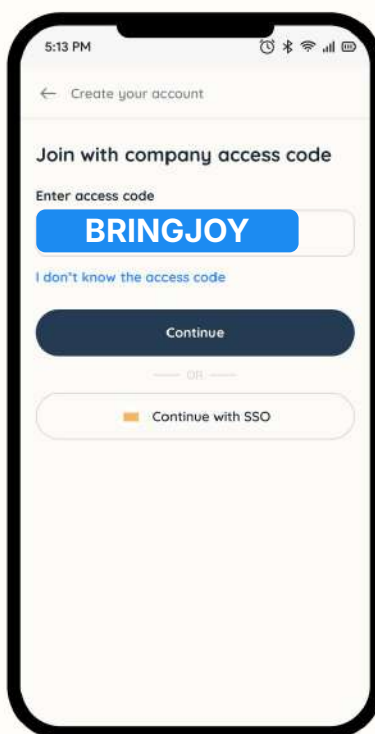 5:13 PM
Create your account
Join with company access code
Enter access code
BRINGJOY
I don't know the access code
Continue
OR
Continue with SSO